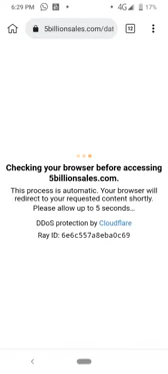 6:29 PM 4G 17%
5billionsales.com/dat 12
Checking your browser before accessing
5billionsales.com.
This process is automatic. Your browser will
redirect to your requested content shortly.
Please allow up to 5 seconds…
DDoS protection by Cloudflare
Ray ID: 6e6c557a8eba0c69